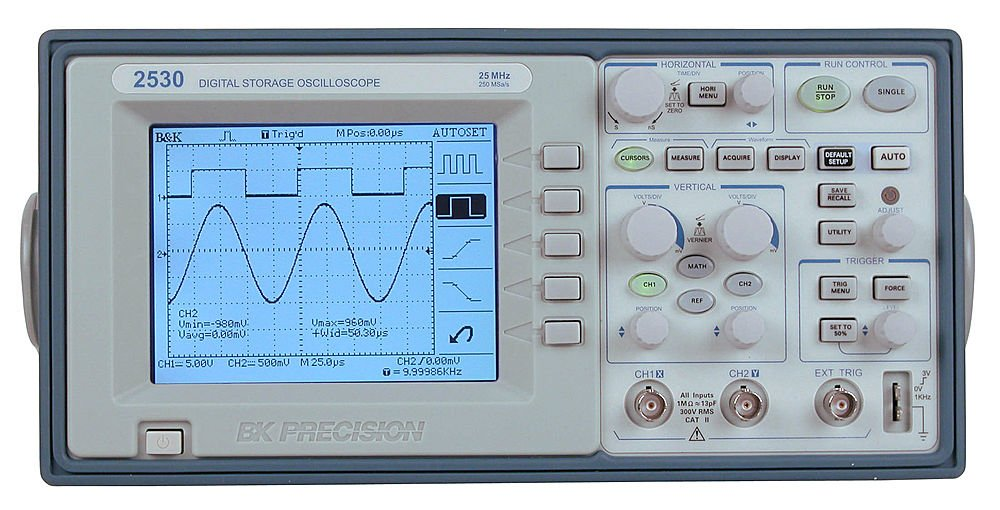 2530 DIGITAL STORAGE OSCILLOSCOPE
25 MHz
250 MSa/s
B&K T Trig'd M Pos:0.00µs AUTOSET
1
2
CH2
Vmin=-980mV Vmax=960mV
Vavg=0.00mV +Wid=50.30µs
CH1 5.00V CH2 500mV M 25.0µs CH2 / 0.00mV
T = 9.99986KHz
BK PRECISION
HORIZONTAL
TIME/DIV
POSITION
SET TO
ZERO
S nS
HORI
MENU
RUN CONTROL
RUN
STOP
SINGLE
Measure Waveform
CURSORS MEASURE ACQUIRE DISPLAY
DEFAULT
SETUP
AUTO
SAVE
RECALL
UTILITY
ADJUST
VERTICAL
VOLTS/DIV VOLTS/DIV
V V
VERNIER
mV mV
MATH
CH1 CH2
REF
POSITION POSITION
TRIGGER
TRIG
MENU
FORCE
LEVEL
SET TO
50%
CH1 X CH2 Y EXT TRIG
All Inputs
1MΩ≈13pF
300V RMS
CAT II
3V
0V
1KHz